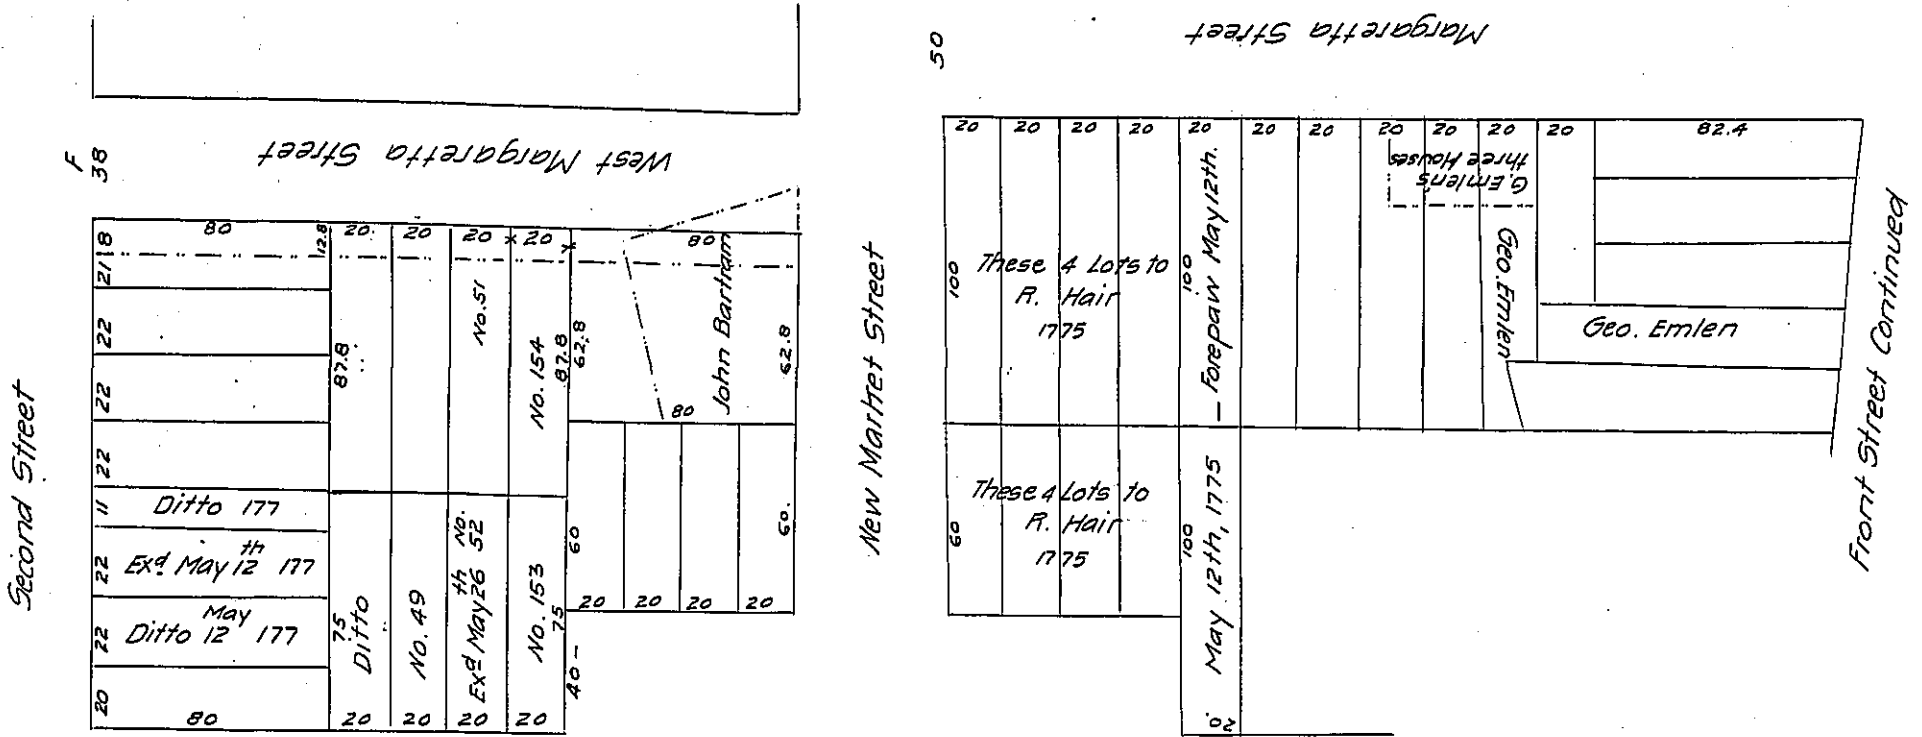 Margaretta Street
50
F
38
West Margaretta Street
Second Street
New Market Street
Front Street Continued
80
12.8
20
20
20 x 20 x
80
8
21
22
22
22
11
22
22
20
87.8
No. 51
No. 154
87.8
62.8
John Bartram
62.8
80
Ditto 177
Exd May 12th 177
Ditto 12 May 177
75
Ditto
No. 49
Exd May 26th No. 52
No. 153
75
60
60.
20 20 20 20
40 -
80
20 20 20 20
20 20 20 20 20 20 20 20 20 20 20
82.4
G. Emlen's
three Houses
100
These 4 Lots to
R. Hair
1775
100
— Forepaw May 12th.
Geo. Emlen
Geo. Emlen
60
These 4 Lots to
R. Hair
1775
100
May 12th, 1775
20